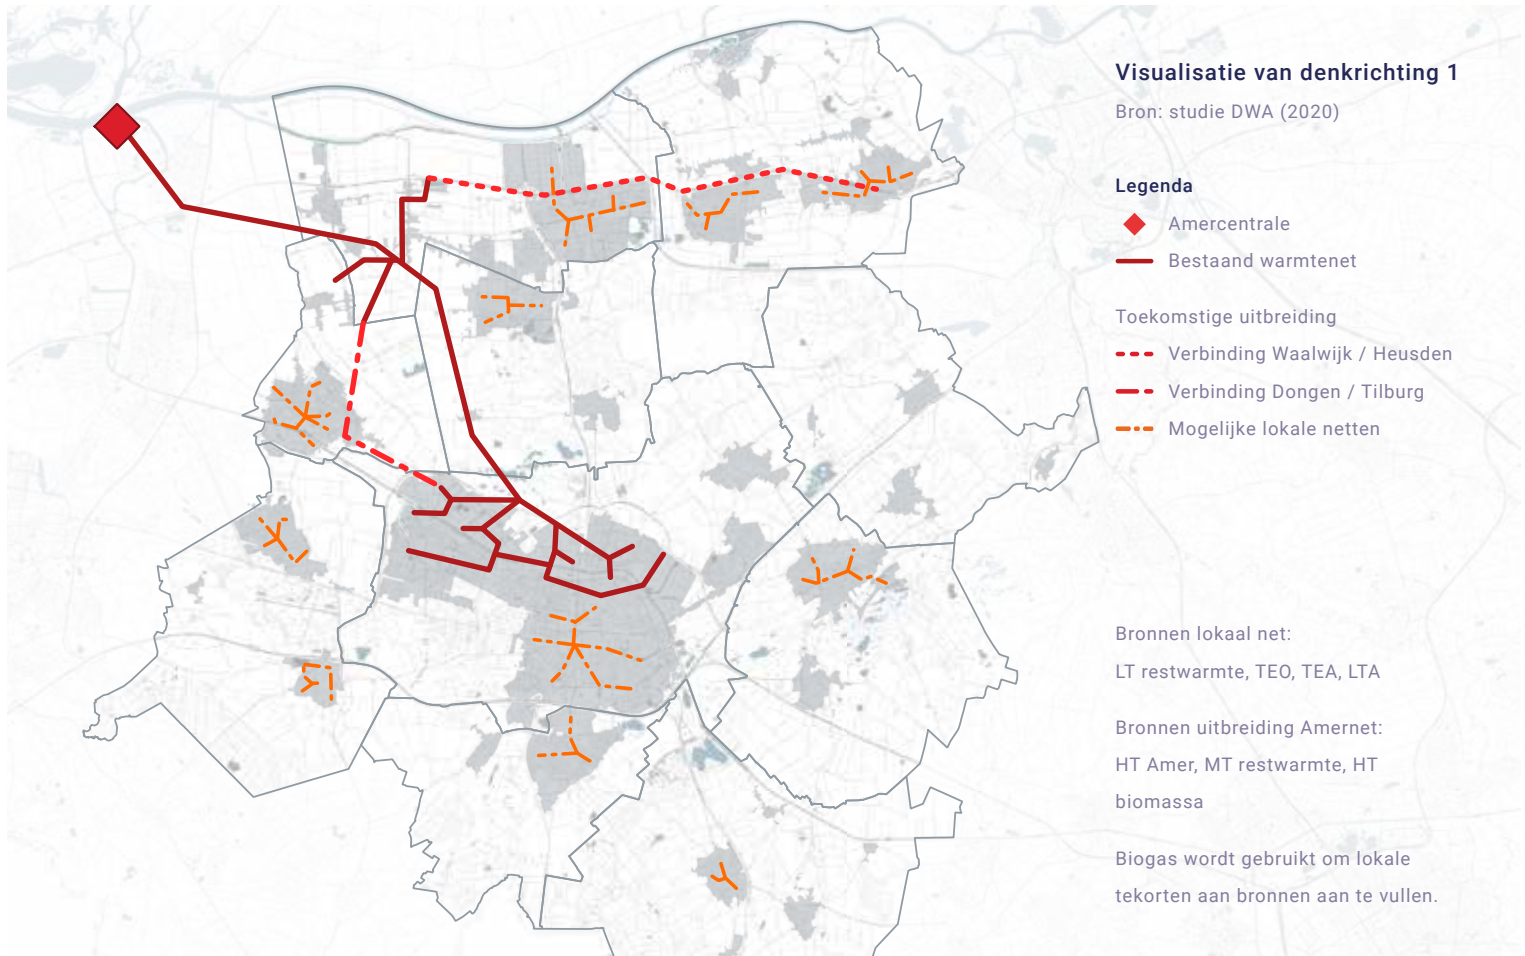 Visualisatie van denkrichting 1
Bron: studie DWA (2020)
Legenda
Amercentrale
Bestaand warmtenet
Toekomstige uitbreiding
Verbinding Waalwijk / Heusden
Verbinding Dongen / Tilburg
Mogelijke lokale netten
Bronnen lokaal net:
LT restwarmte, TEO, TEA, LTA
Bronnen uitbreiding Amernet:
HT Amer, MT restwarmte, HT
biomassa
Biogas wordt gebruikt om lokale
tekorten aan bronnen aan te vullen.